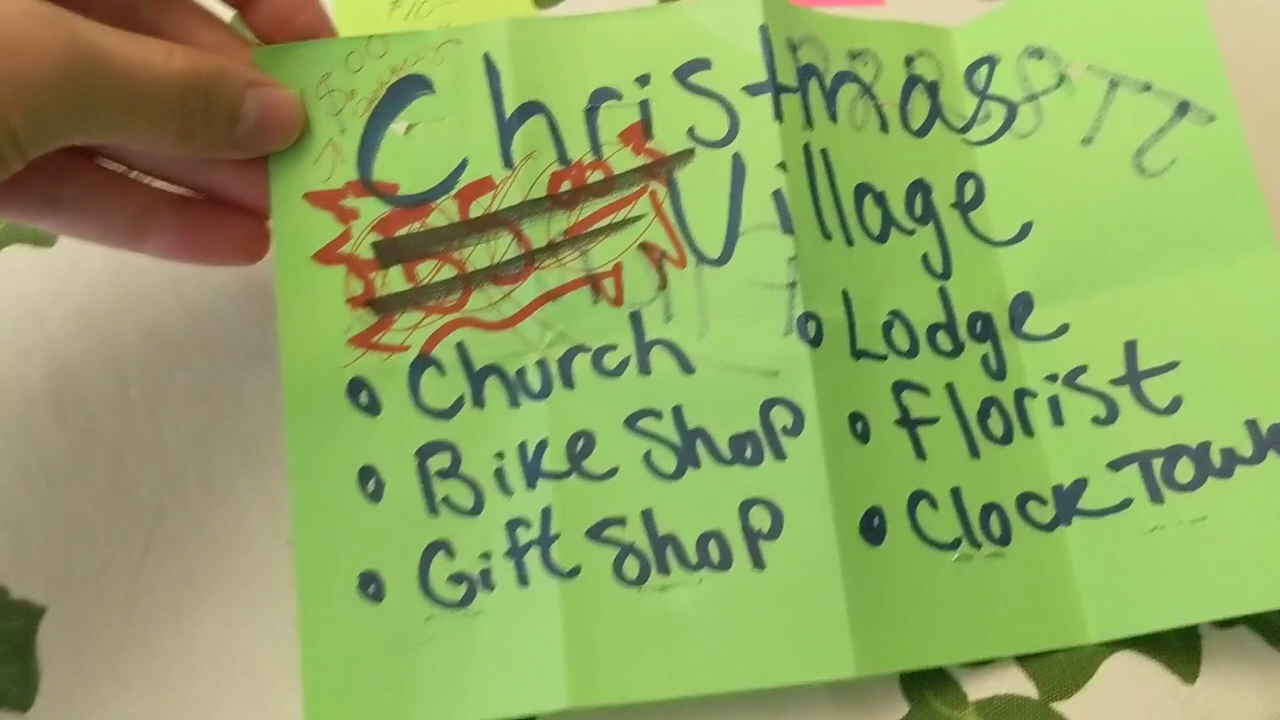 Christmas
Village
• Church
• Bike Shop
• Gift Shop
• Lodge
• Florist
• Clock Tow